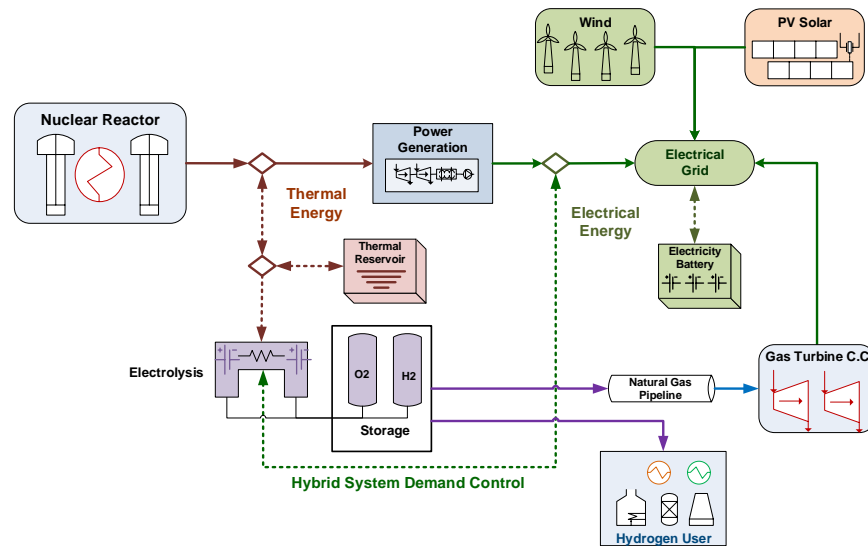 Wind
PV Solar
Nuclear Reactor
Power
Generation
Electrical
Grid
Thermal
Energy
Electrical
Energy
Thermal
Reservoir
Electricity
Battery
Electrolysis
O2
H2
Storage
Natural Gas
Pipeline
Gas Turbine C.C
Hybrid System Demand Control
Hydrogen User